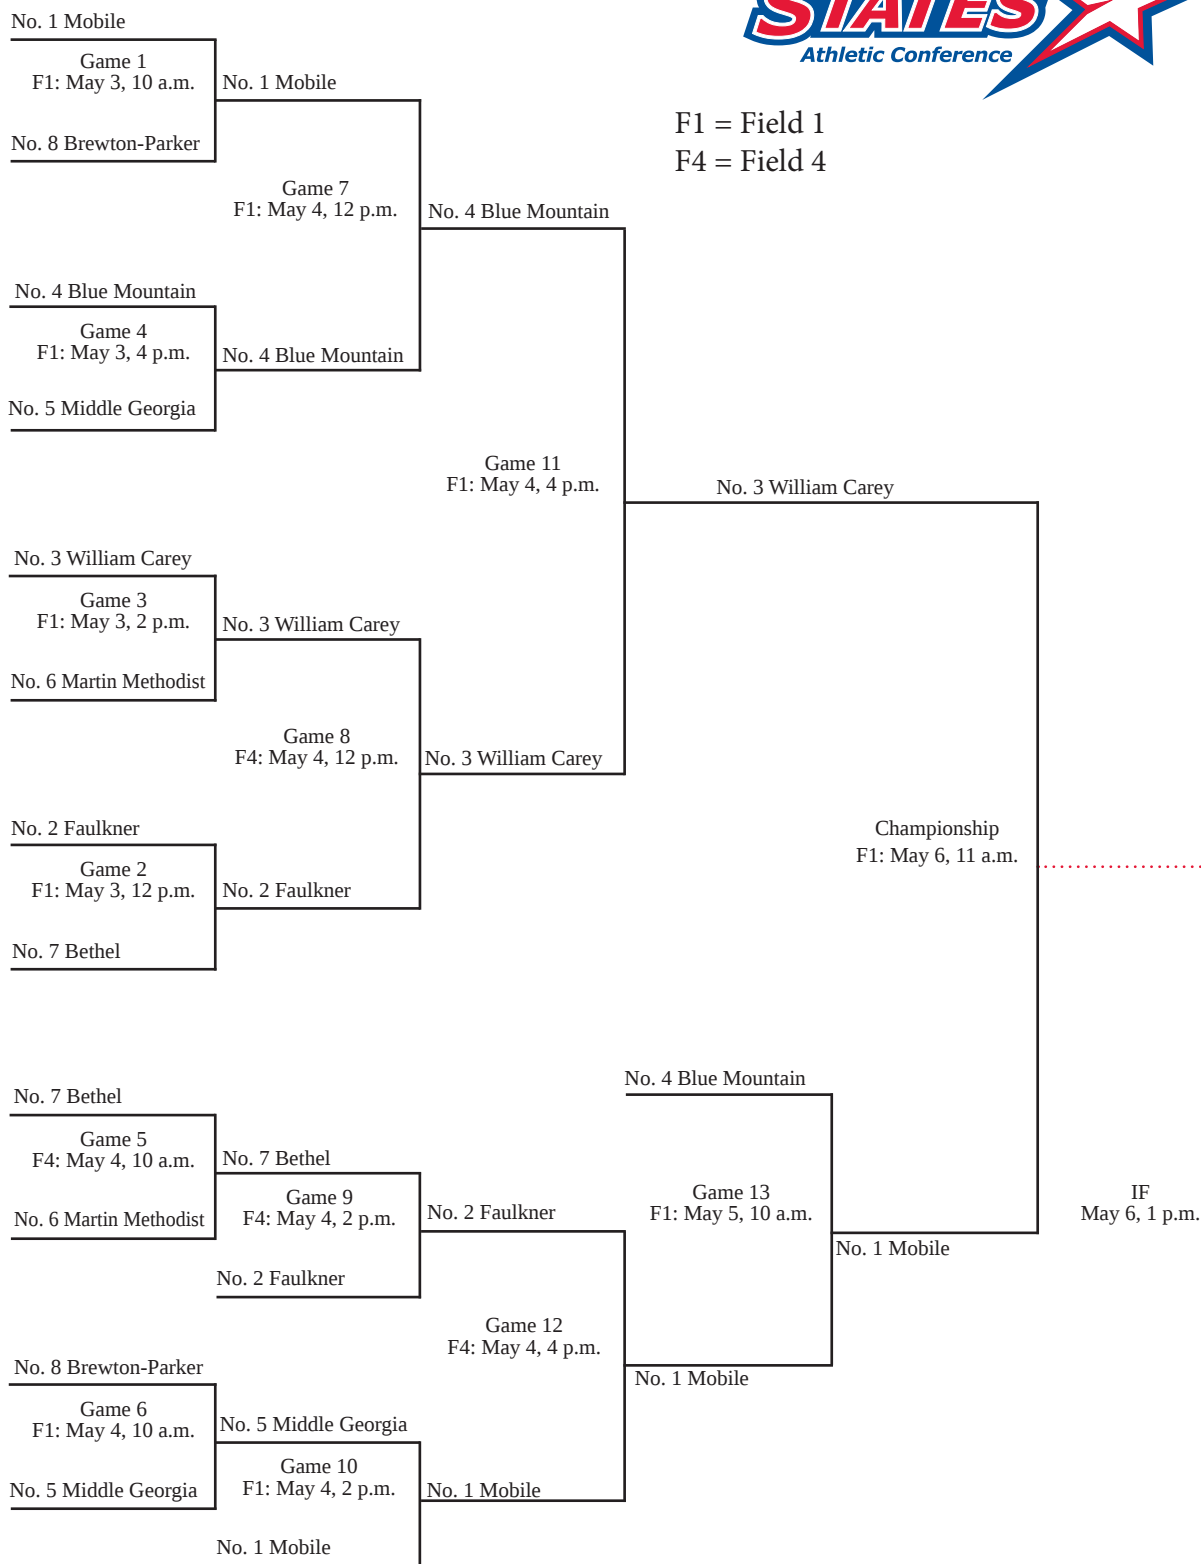 No. 1 Mobile
Game 1
F1: May 3, 10 a.m.
No. 1 Mobile
No. 8 Brewton-Parker
STATES
Athletic Conference
F1 = Field 1
F4 = Field 4
Game 7
F1: May 4, 12 p.m.
No. 4 Blue Mountain
No. 4 Blue Mountain
Game 4
F1: May 3, 4 p.m.
No. 4 Blue Mountain
No. 5 Middle Georgia
Game 11
F1: May 4, 4 p.m.
No. 3 William Carey
No. 3 William Carey
Game 3
F1: May 3, 2 p.m.
No. 3 William Carey
No. 6 Martin Methodist
Game 8
F4: May 4, 12 p.m.
No. 3 William Carey
No. 2 Faulkner
Game 2
F1: May 3, 12 p.m.
No. 2 Faulkner
No. 7 Bethel
Championship
F1: May 6, 11 a.m.
No. 7 Bethel
Game 5
F4: May 4, 10 a.m.
No. 7 Bethel
No. 6 Martin Methodist
Game 9
F4: May 4, 2 p.m.
No. 2 Faulkner
No. 2 Faulkner
No. 4 Blue Mountain
Game 13
F1: May 5, 10 a.m.
No. 1 Mobile
IF
May 6, 1 p.m.
Game 12
F4: May 4, 4 p.m.
No. 1 Mobile
No. 8 Brewton-Parker
Game 6
F1: May 4, 10 a.m.
No. 5 Middle Georgia
No. 5 Middle Georgia
Game 10
F1: May 4, 2 p.m.
No. 1 Mobile
No. 1 Mobile